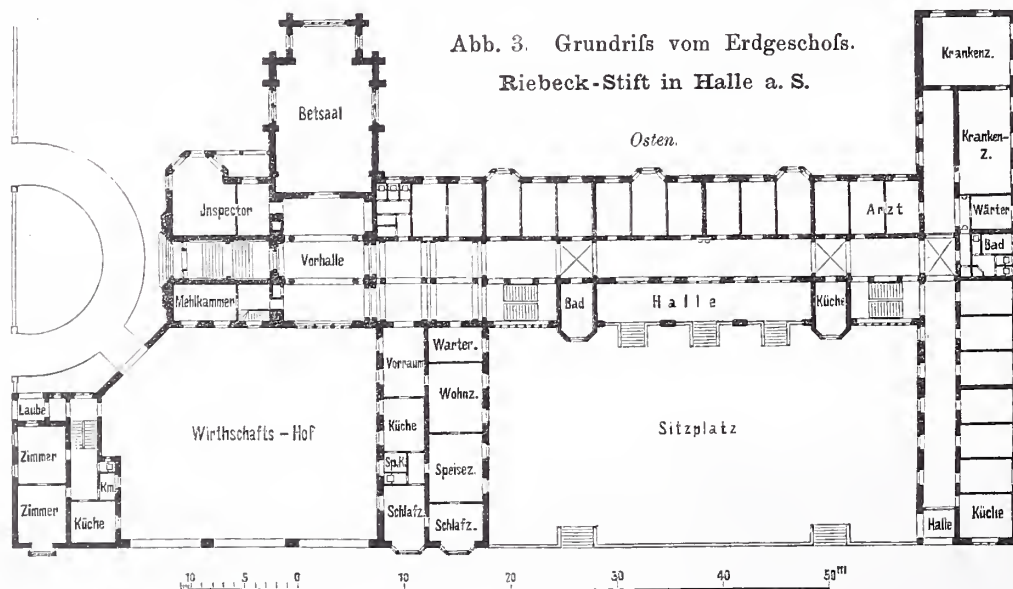 Abb. 3. Grundriſs vom Erdgeschoſs.
Riebeck-Stift in Halle a. S.
Osten.
Krankenz.
Betsaal
Kranken-
Z.
Jnspector
Arzt
Wärter
Bad
Vorhalle
Mehlkammer
Bad
Halle
Küche
Warter.
Vorraum
Wohnz.
Laube
Wirthschafts-Hof
Küche
Sitzplatz
Zimmer
Sp.K.
Speisez.
Km.
Zimmer
Küche
Schlafz.
Schlafz.
Halle
Küche
10 5 0 10 20 30 40 50m